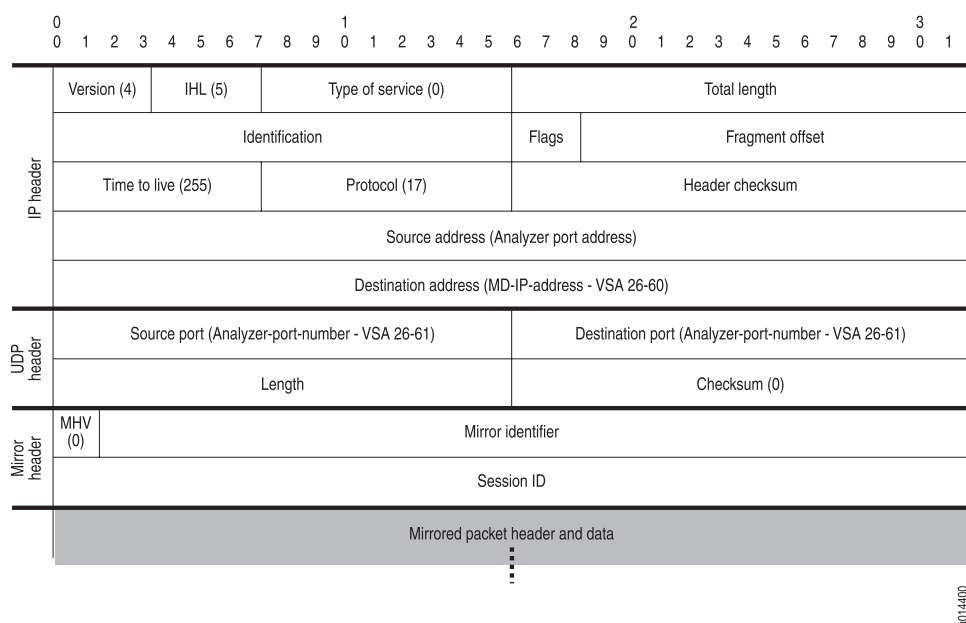 0 1 2 3
0 1 2 3 4 5 6 7 8 9 0 1 2 3 4 5 6 7 8 9 0 1 2 3 4 5 6 7 8 9 0 1
IP header
Version (4) IHL (5) Type of service (0) Total length
Identification Flags Fragment offset
Time to live (255) Protocol (17) Header checksum
Source address (Analyzer port address)
Destination address (MD-IP-address - VSA 26-60)
UDP
header
Source port (Analyzer-port-number - VSA 26-61) Destination port (Analyzer-port-number - VSA 26-61)
Length Checksum (0)
Mirror
header
MHV
(0)
Mirror identifier
Session ID
Mirrored packet header and data
g014400